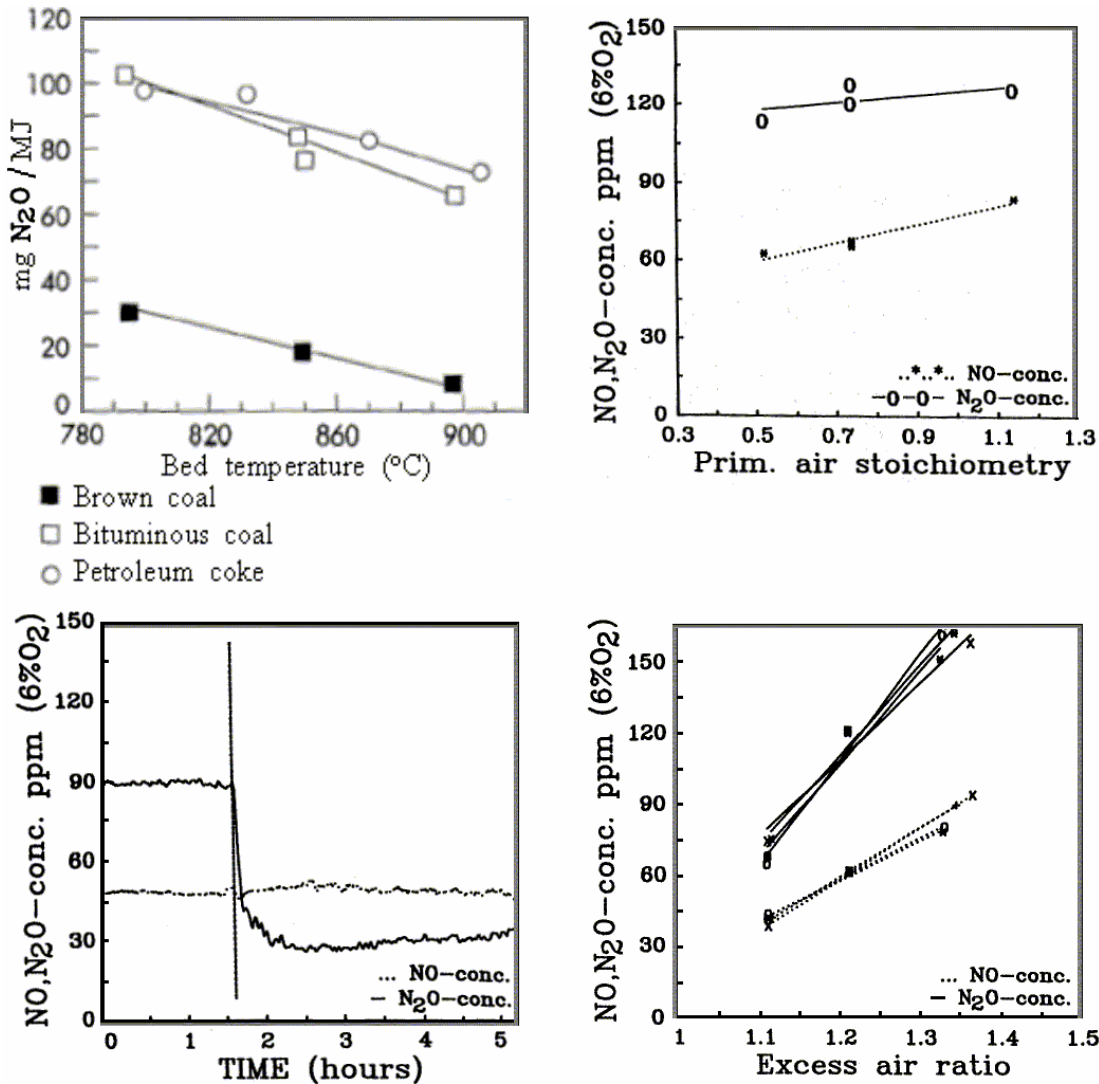 120
100
80
60
40
30
20
0
mg N2O/MJ
780 820 860 900
Bed temperature (°C)
Brown coal
Bituminous coal
Petroleum coke
150
120
90
60
30
0
NO,N2O-conc. ppm (6%O2)
..*..*.. NO-conc.
-O-O- N2O-conc.
0.3 0.5 0.7 0.9 1.1 1.3
Prim. air stoichiometry
150
120
90
60
30
0
NO,N2O-conc. ppm (6%O2)
... NO-conc.
— N2O-conc.
0 1 2 3 4 5
TIME (hours)
150
120
90
60
30
0
NO,N2O-conc. ppm (6%O2)
... NO-conc.
— N2O-conc.
1 1.1 1.2 1.3 1.4 1.5
Excess air ratio